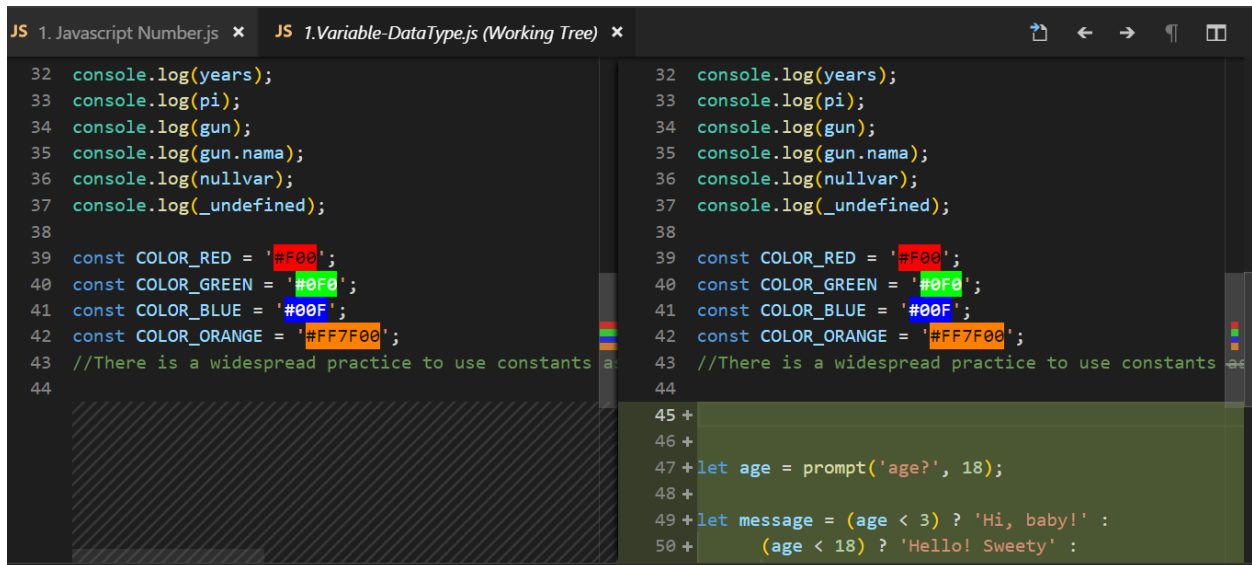 JS 1. Javascript Number.js × JS 1.Variable-DataType.js (Working Tree) ×
32 console.log(years);
33 console.log(pi);
34 console.log(gun);
35 console.log(gun.nama);
36 console.log(nullvar);
37 console.log(_undefined);
38
39 const COLOR_RED = '#F00';
40 const COLOR_GREEN = '#0F0';
41 const COLOR_BLUE = '#00F';
42 const COLOR_ORANGE = '#FF7F00';
43 //There is a widespread practice to use constants
44
32 console.log(years);
33 console.log(pi);
34 console.log(gun);
35 console.log(gun.nama);
36 console.log(nullvar);
37 console.log(_undefined);
38
39 const COLOR_RED = '#F00';
40 const COLOR_GREEN = '#0F0';
41 const COLOR_BLUE = '#00F';
42 const COLOR_ORANGE = '#FF7F00';
43 //There is a widespread practice to use constants
44
45 +
46 +
47 +let age = prompt('age?', 18);
48 +
49 +let message = (age < 3) ? 'Hi, baby!' :
50 + (age < 18) ? 'Hello! Sweety' :